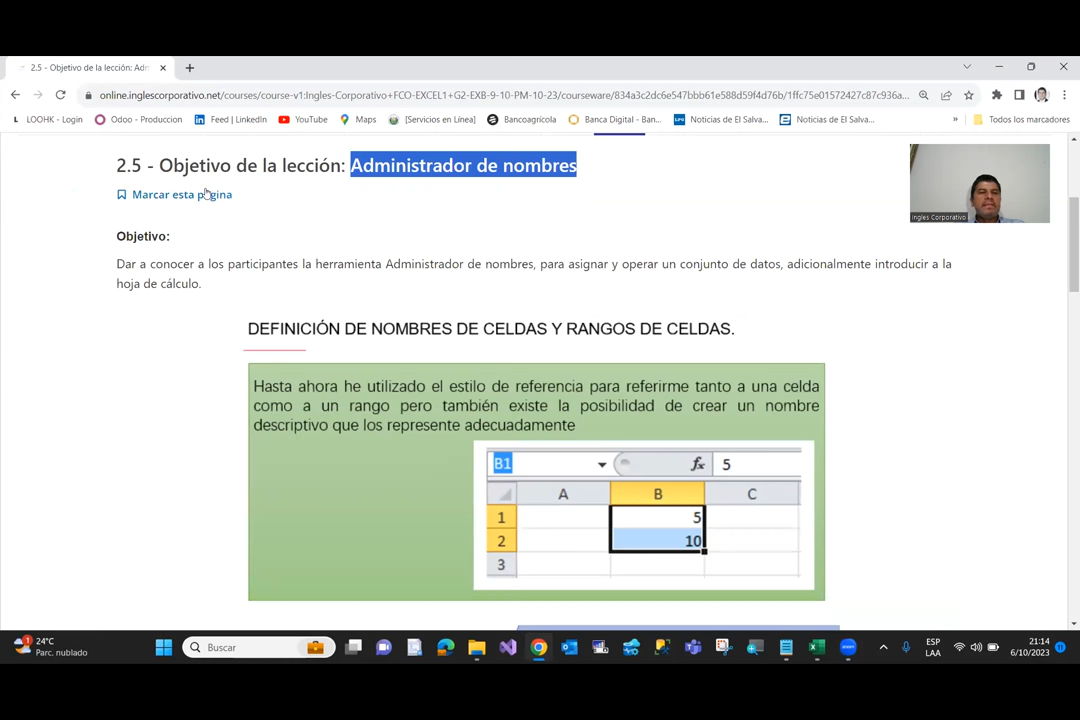 2.5 - Objetivo de la lección: Adm
online.inglescorporativo.net/courses/course-v1:Ingles-Corporativo+FCO-EXCEL1+G2-EXB-9-10-PM-10-23/courseware/834a3c2dc6e547bbb61e588d59f4d76b/1ffc75e01572427c87c936a...
LOOHK - Login
Odoo - Produccion
Feed | LinkedIn
YouTube
Maps
[Servicios en Línea]
Bancoagrícola
Banca Digital - Ban...
Noticias de El Salva...
Noticias de El Salva...
»
Todos los marcadores
2.5 - Objetivo de la lección: Administrador de nombres
Marcar esta página
Ingles Corporativo
Objetivo:
Dar a conocer a los participantes la herramienta Administrador de nombres, para asignar y operar un conjunto de datos, adicionalmente introducir a la
hoja de cálculo.
DEFINICIÓN DE NOMBRES DE CELDAS Y RANGOS DE CELDAS.
Hasta ahora he utilizado el estilo de referencia para referirme tanto a una celda
como a un rango pero también existe la posibilidad de crear un nombre
descriptivo que los represente adecuadamente
B1 fx 5
A B C
1 5
2 10
3
24°C
Parc. nublado
Buscar
ESP
LAA
21:14
6/10/2023